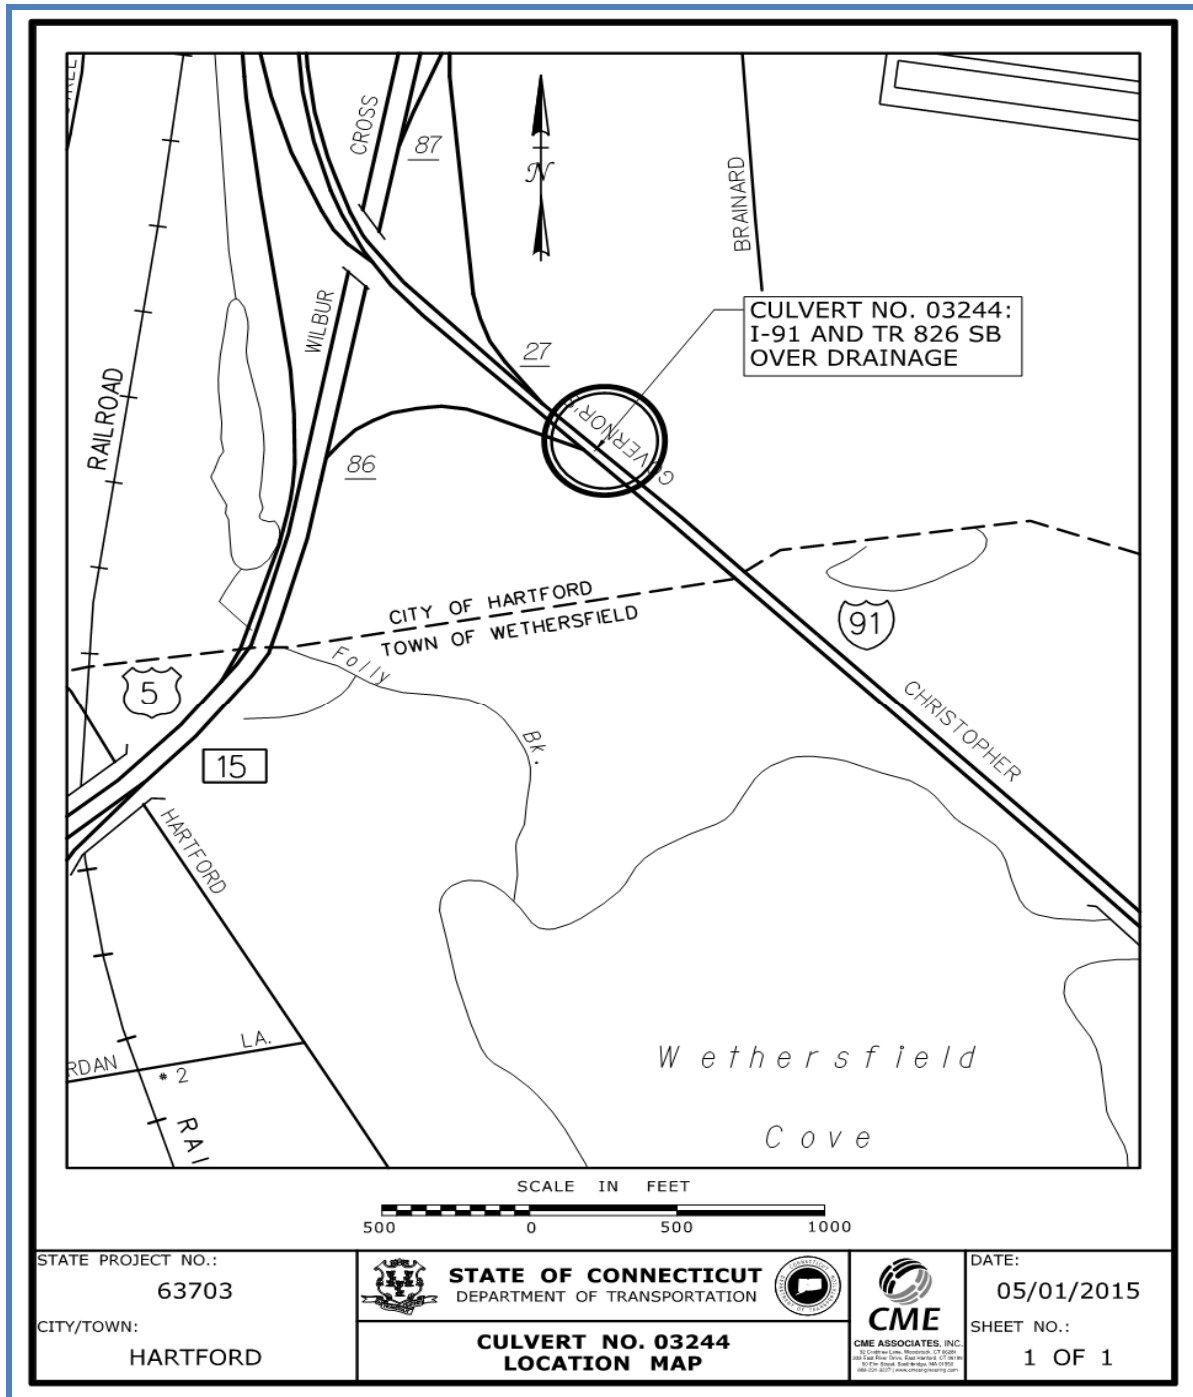 CROSS
87
N
BRAINARD
CULVERT NO. 03244:
I-91 AND TR 826 SB
OVER DRAINAGE
WILBUR
27
RAILROAD
GOVERNOR'S
86
CITY OF HARTFORD
TOWN OF WETHERSFIELD
91
Folly
5
CHRISTOPHER
Bk.
15
HARTFORD
LA.
RDAN
* 2
RAI
Wethersfield
Cove
SCALE IN FEET
500 0 500 1000
STATE PROJECT NO.:
63703
CITY/TOWN:
HARTFORD
STATE OF CONNECTICUT
DEPARTMENT OF TRANSPORTATION
CULVERT NO. 03244
LOCATION MAP
CME
CME ASSOCIATES, INC.
DATE:
05/01/2015
SHEET NO.:
1 OF 1